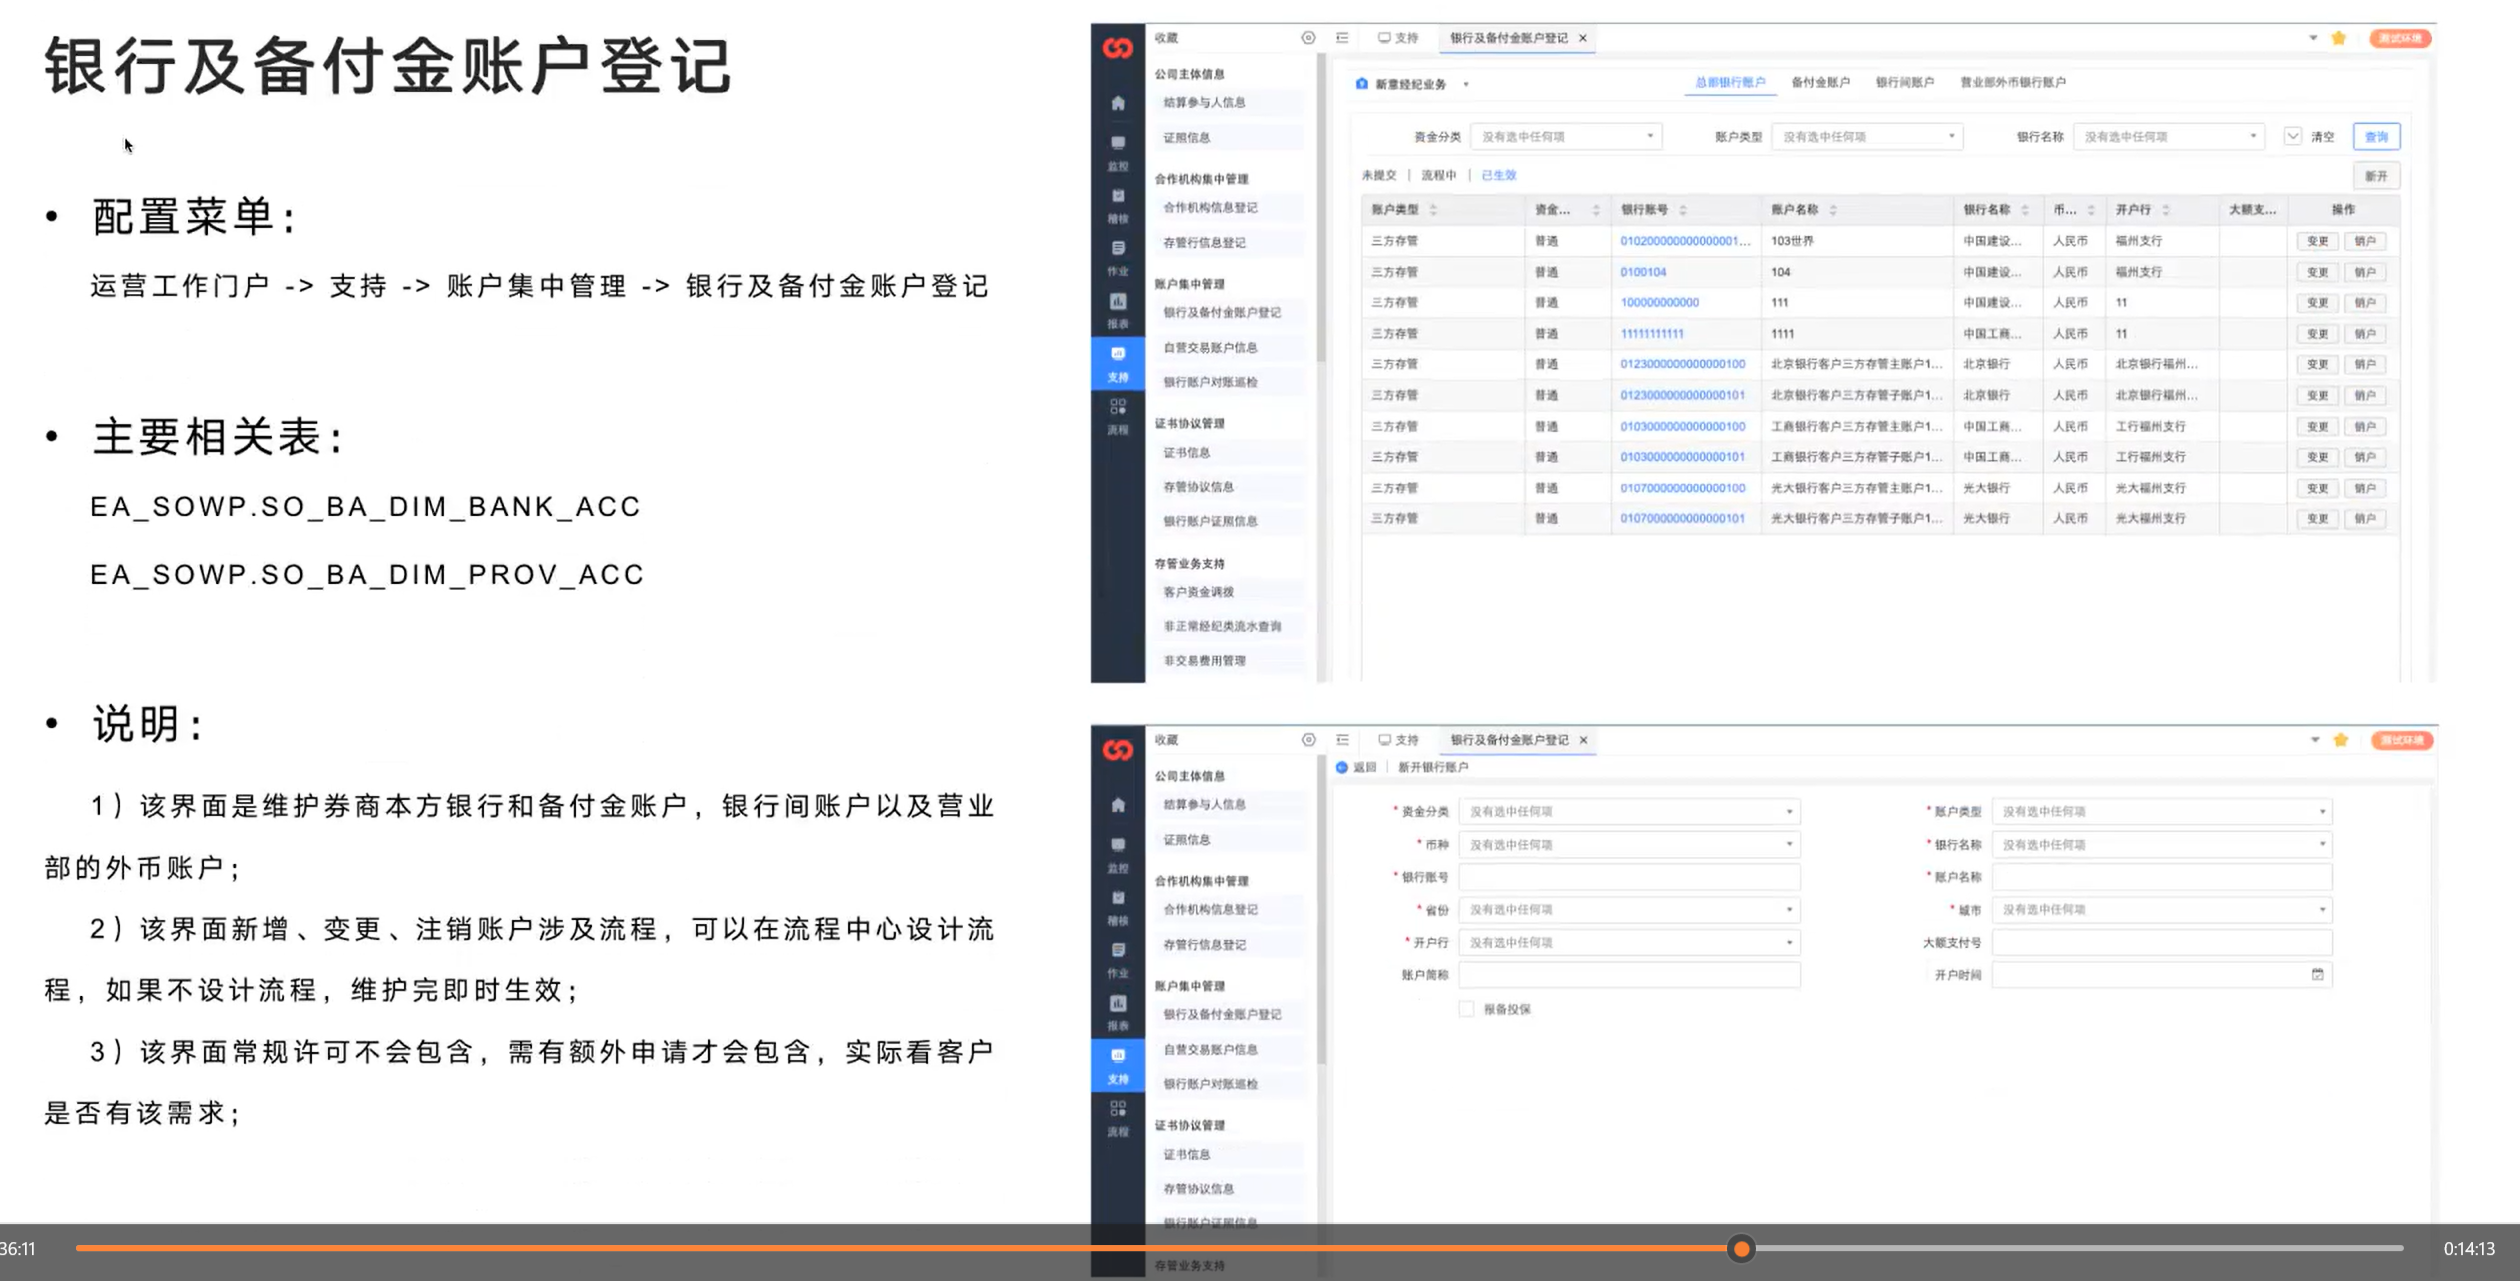 银行及备付金账户登记
• 配置菜单:
运营工作门户 -> 支持 -> 账户集中管理 -> 银行及备付金账户登记
• 主要相关表:
EA_SOWP.SO_BA_DIM_BANK_ACC
EA_SOWP.SO_BA_DIM_PROV_ACC
• 说明:
1) 该界面是维护券商本方银行和备付金账户, 银行间账户以及营业
部的外币账户;
2) 该界面新增、变更、注销账户涉及流程, 可以在流程中心设计流
程, 如果不设计流程, 维护完即时生效;
3) 该界面常规许可不会包含, 需有额外申请才会包含, 实际看客户
是否有该需求;
收藏 支持 银行及备付金账户登记 × 测试环境
监控
稽核
作业
报表
支持
流程
公司主体信息
结算参与人信息
证照信息
合作机构集中管理
合作机构信息登记
存管行信息登记
账户集中管理
银行及备付金账户登记
自营交易账户信息
银行账户对账巡检
证书协议管理
证书信息
存管协议信息
银行账户证照信息
存管业务支持
客户资金调拨
非正常经纪类流水查询
非交易费用管理
新意经纪业务 总部银行账户 备付金账户 银行间账户 营业部外币银行账户
资金分类 没有选中任何项 账户类型 没有选中任何项 银行名称 没有选中任何项 清空 查询
未提交 | 流程中 | 已生效 新开
账户类型 资金... 银行账号 账户名称 银行名称 币... 开户行 大额支... 操作
三方存管 普通 010200000000000001... 103世界 中国建设... 人民币 福州支行 变更 销户
三方存管 普通 0100104 104 中国建设... 人民币 福州支行 变更 销户
三方存管 普通 100000000000 111 中国建设... 人民币 11 变更 销户
三方存管 普通 11111111111 1111 中国工商... 人民币 11 变更 销户
三方存管 普通 0123000000000000100 北京银行客户三方存管主账户1... 北京银行 人民币 北京银行福州... 变更 销户
三方存管 普通 0123000000000000101 北京银行客户三方存管子账户1... 北京银行 人民币 北京银行福州... 变更 销户
三方存管 普通 0103000000000000100 工商银行客户三方存管主账户1... 中国工商... 人民币 工行福州支行 变更 销户
三方存管 普通 0103000000000000101 工商银行客户三方存管子账户1... 中国工商... 人民币 工行福州支行 变更 销户
三方存管 普通 0107000000000000100 光大银行客户三方存管主账户1... 光大银行 人民币 光大福州支行 变更 销户
三方存管 普通 0107000000000000101 光大银行客户三方存管子账户1... 光大银行 人民币 光大福州支行 变更 销户
收藏 支持 银行及备付金账户登记 × 测试环境
监控
稽核
作业
报表
支持
流程
公司主体信息
结算参与人信息
证照信息
合作机构集中管理
合作机构信息登记
存管行信息登记
账户集中管理
银行及备付金账户登记
自营交易账户信息
银行账户对账巡检
证书协议管理
证书信息
存管协议信息
银行账户证照信息
存管业务支持
返回 | 新开银行账户
* 资金分类 没有选中任何项 * 账户类型 没有选中任何项
* 币种 没有选中任何项 * 银行名称 没有选中任何项
* 银行账号 * 账户名称
* 省份 没有选中任何项 * 城市 没有选中任何项
* 开户行 没有选中任何项 大额支付号
账户简称 开户时间
报备投保
36:11 0:14:13